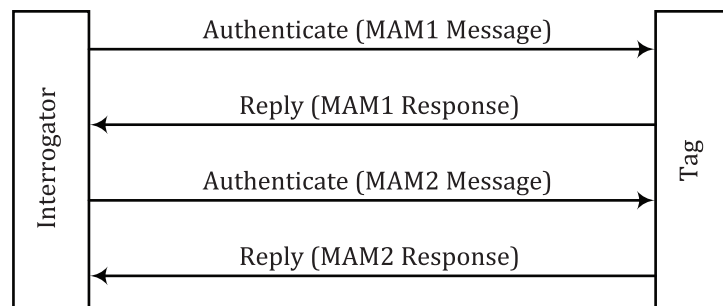 Authenticate (MAM1 Message)
Reply (MAM1 Response)
Authenticate (MAM2 Message)
Reply (MAM2 Response)
Interrogator
Tag